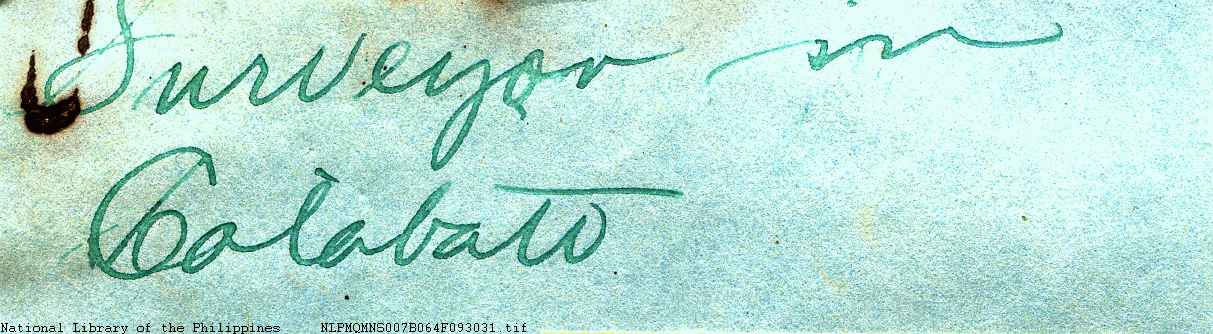 Surveyor in
Cotabato
National Library of the Philippines NLPMQMNS007B064F093031.tif